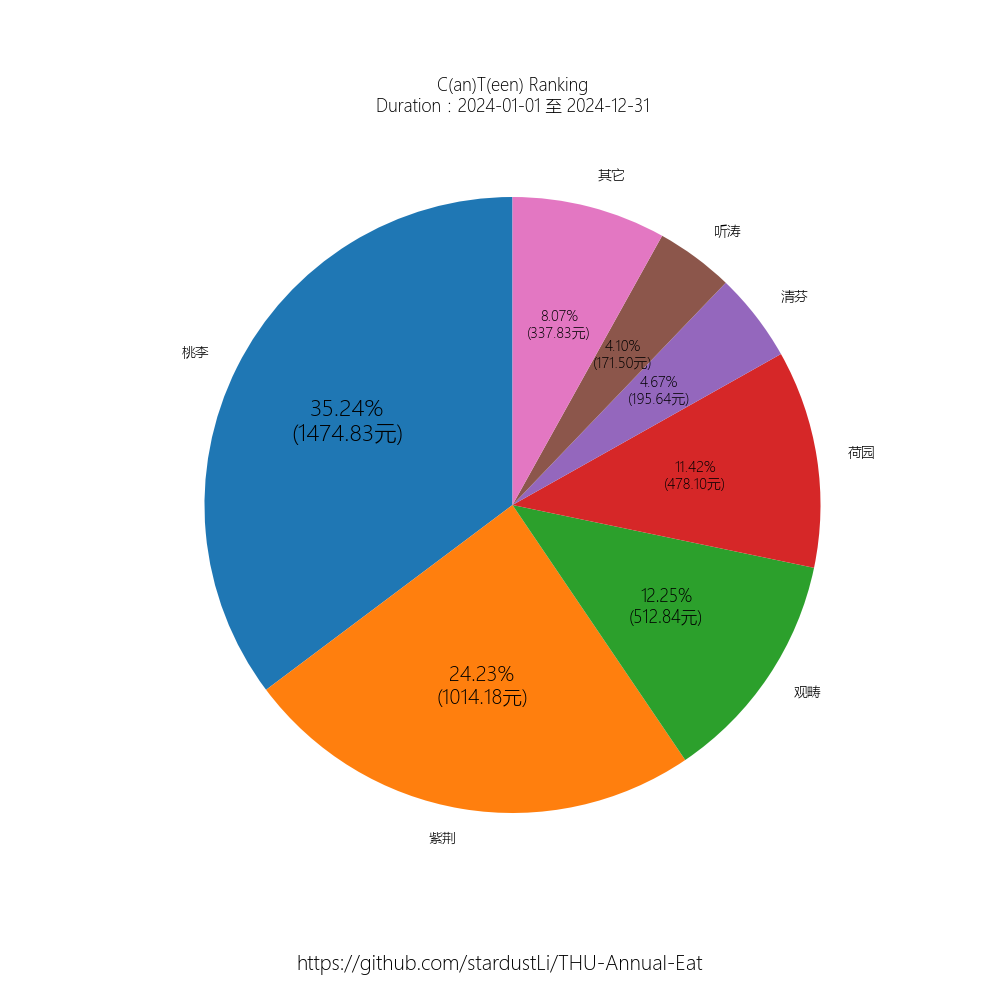 C(an)T(een) Ranking
Duration：2024-01-01 至 2024-12-31
其它
听涛
清芬
桃李
荷园
观畴
紫荆
8.07%
(337.83元)
4.10%
(171.50元)
4.67%
(195.64元)
35.24%
(1474.83元)
11.42%
(478.10元)
12.25%
(512.84元)
24.23%
(1014.18元)
https://github.com/stardustLi/THU-Annual-Eat